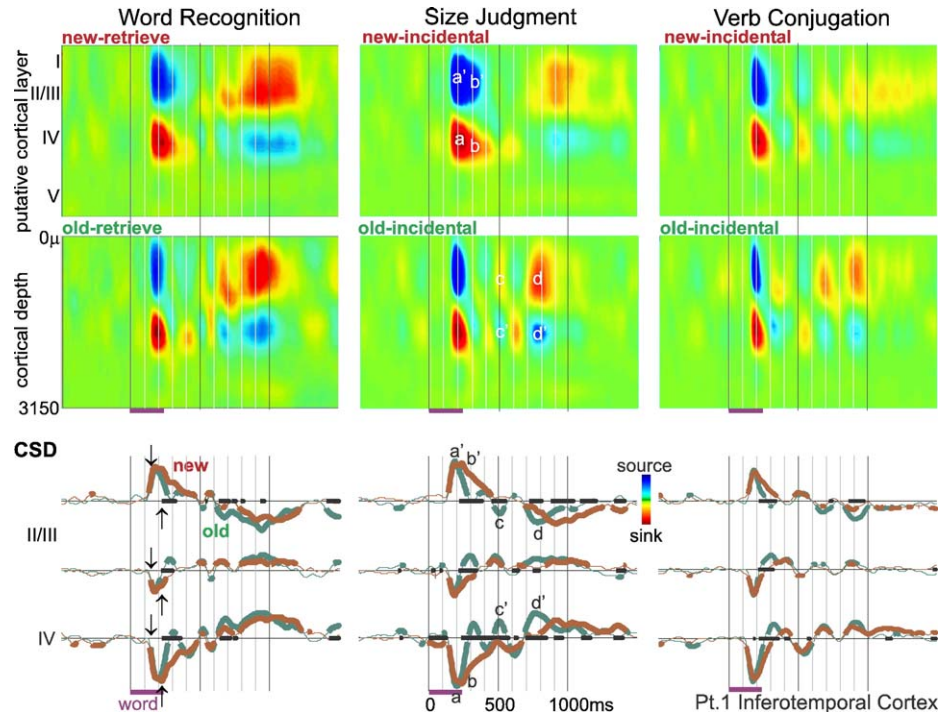 Word Recognition
Size Judgment
Verb Conjugation
new-retrieve
new-incidental
new-incidental
putative cortical layer
I
II/III
IV
V
a' b
a b
old-retrieve
old-incidental
old-incidental
cortical depth
0µ
3150
c d
c' d
CSD
new
old
II/III
IV
word
a' b'
c d
c' d'
a b
source
sink
0 500 1000ms
Pt.1 Inferotemporal Cortex